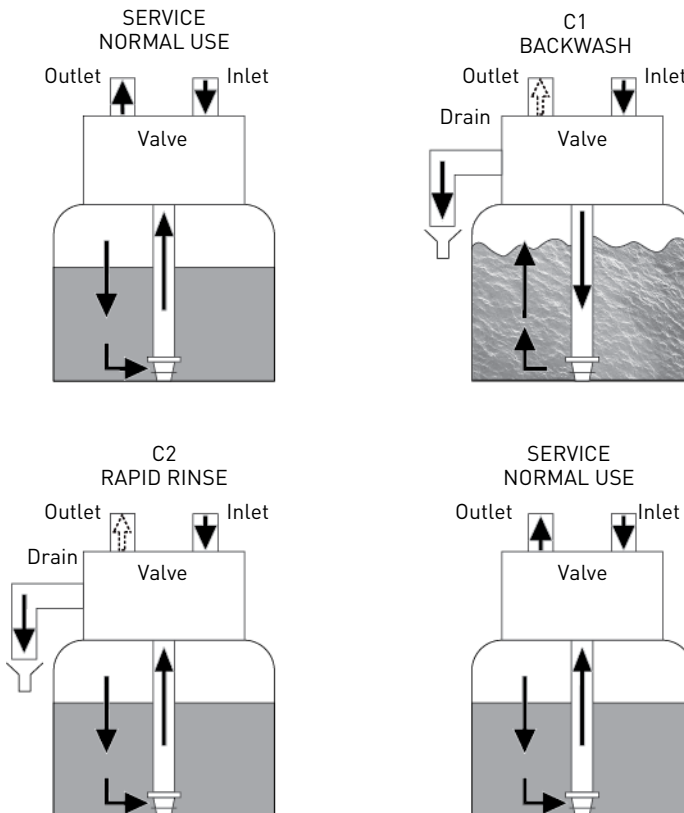 SERVICE
NORMAL USE
Outlet
Inlet
Valve
C1
BACKWASH
Outlet
Inlet
Drain
Valve
C2
RAPID RINSE
Outlet
Inlet
Drain
Valve
SERVICE
NORMAL USE
Outlet
Inlet
Valve